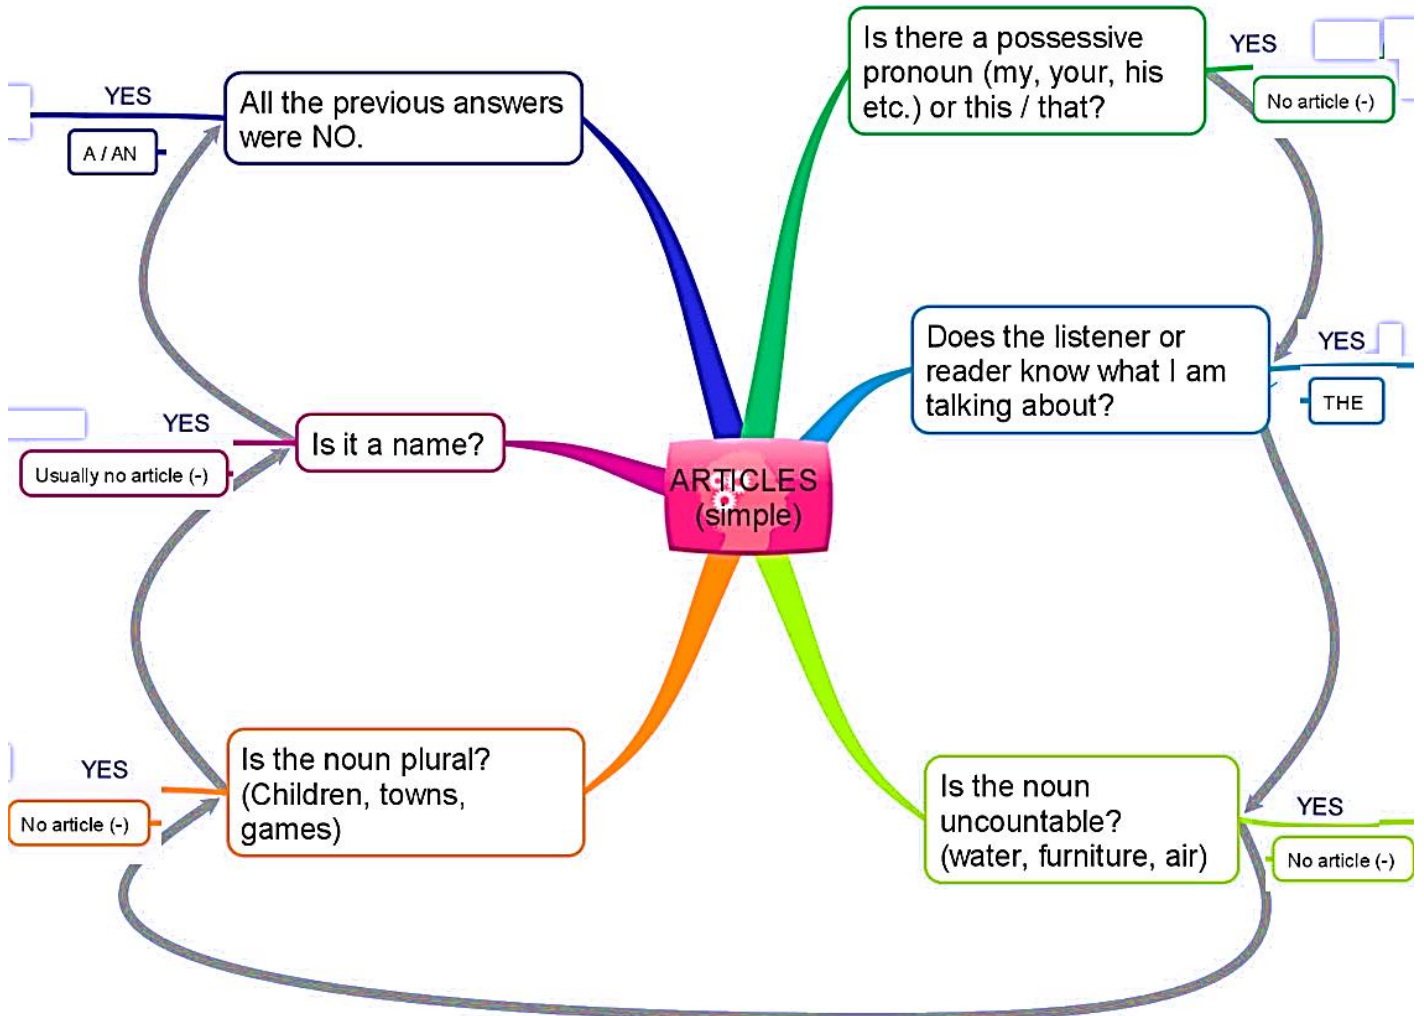 Is there a possessive
pronoun (my, your, his
etc.) or this / that?
YES
No article (-)
Does the listener or
reader know what I am
talking about?
YES
THE
Is the noun
uncountable?
(water, furniture, air)
YES
No article (-)
Is the noun plural?
(Children, towns,
games)
YES
No article (-)
Is it a name?
YES
Usually no article (-)
All the previous answers
were NO.
YES
A / AN
ARTICLES
(simple)